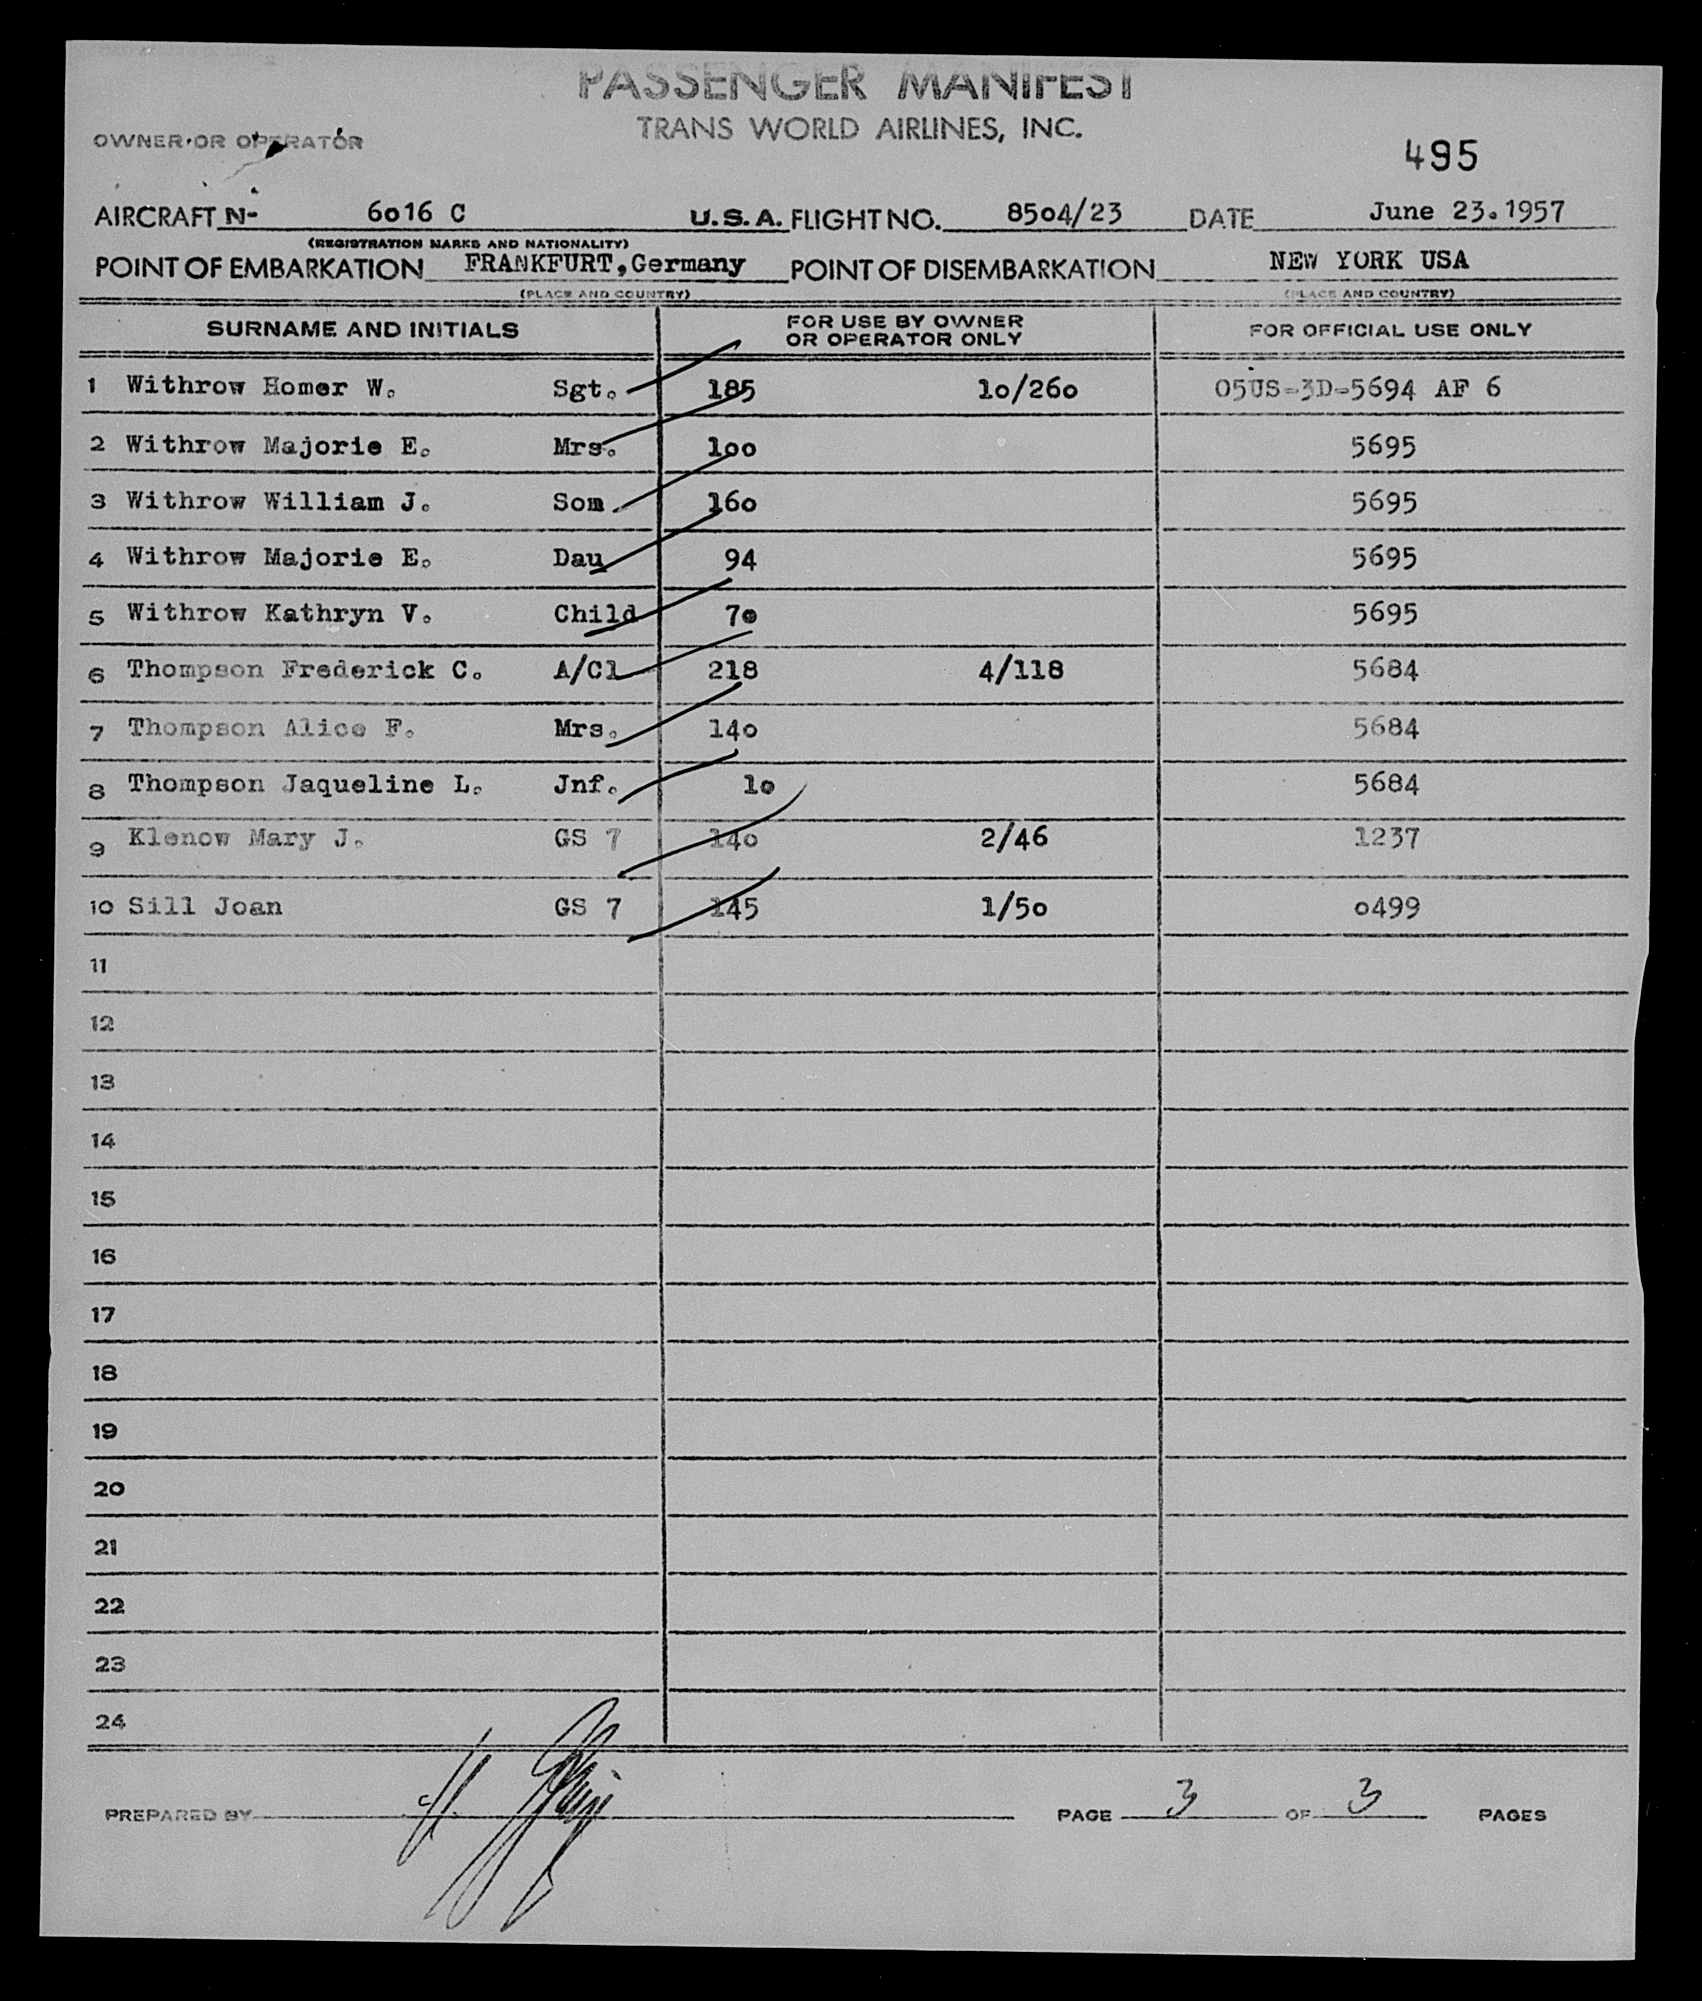 PASSENGER MANIFEST
TRANS WORLD AIRLINES, INC.
OWNER OR OPERATOR
495
AIRCRAFT N- 6016 C U.S.A. FLIGHT NO. 8504/23 DATE June 23.1957
(REGISTRATION MARKS AND NATIONALITY)
POINT OF EMBARKATION FRANKFURT,Germany POINT OF DISEMBARKATION NEW YORK USA
(PLACE AND COUNTRY) (PLACE AND COUNTRY)
SURNAME AND INITIALS FOR USE BY OWNER OR OPERATOR ONLY FOR OFFICIAL USE ONLY
1 Withrow Homer W. Sgt. 185 10/260 05US-3D-5694 AF 6
2 Withrow Majorie E. Mrs. 100 5695
3 Withrow William J. Som 160 5695
4 Withrow Majorie E. Dau 94 5695
5 Withrow Kathryn V. Child 70 5695
6 Thompson Frederick C. A/Cl 218 4/118 5684
7 Thompson Alice F. Mrs. 140 5684
8 Thompson Jaqueline L. Jnf. 10 5684
9 Klenow Mary J. GS 7 140 2/46 1237
10 Sill Joan GS 7 145 1/50 0499
11
12
13
14
15
16
17
18
19
20
21
22
23
24
PREPARED BY PAGE 3 OF 3 PAGES